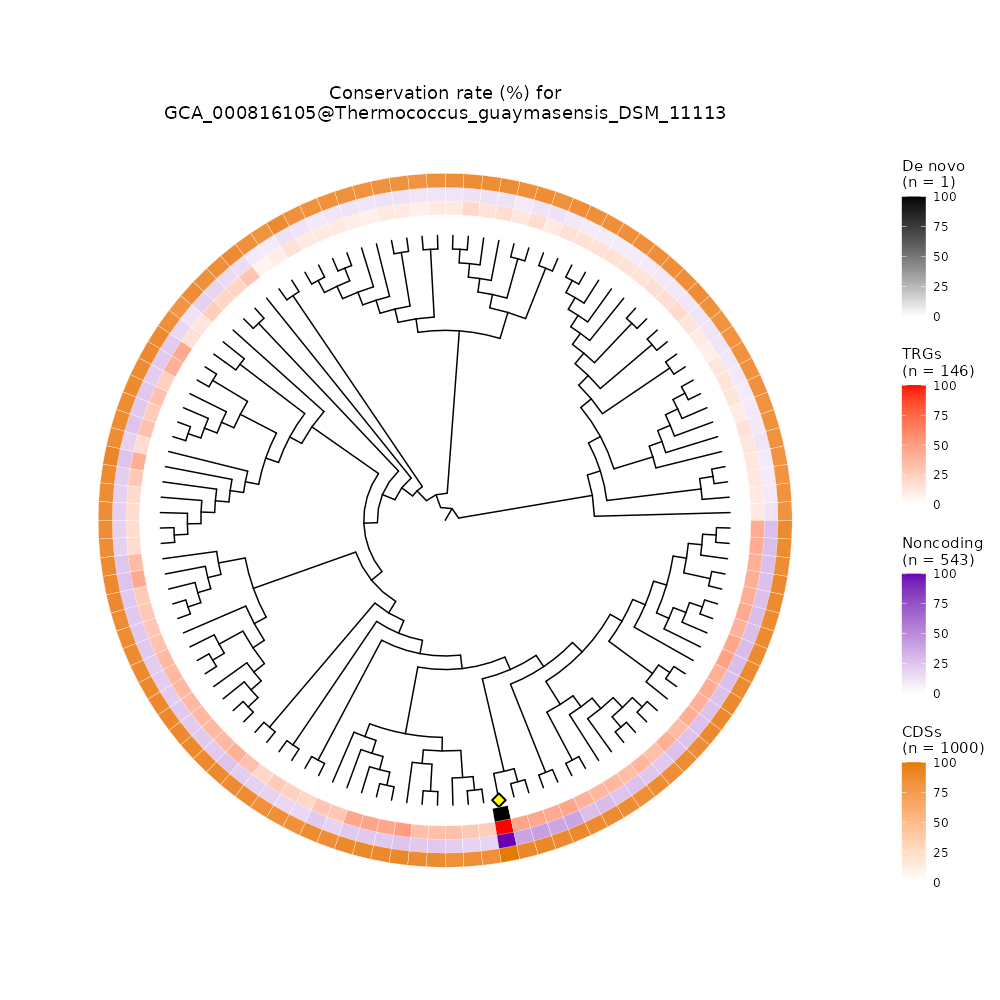 Conservation rate (%) for
GCA_000816105@Thermococcus_guaymasensis_DSM_11113
De novo
(n = 1)
100
75
50
25
0
TRGs
(n = 146)
100
75
50
25
0
Noncoding
(n = 543)
100
75
50
25
0
CDSs
(n = 1000)
100
75
50
25
0